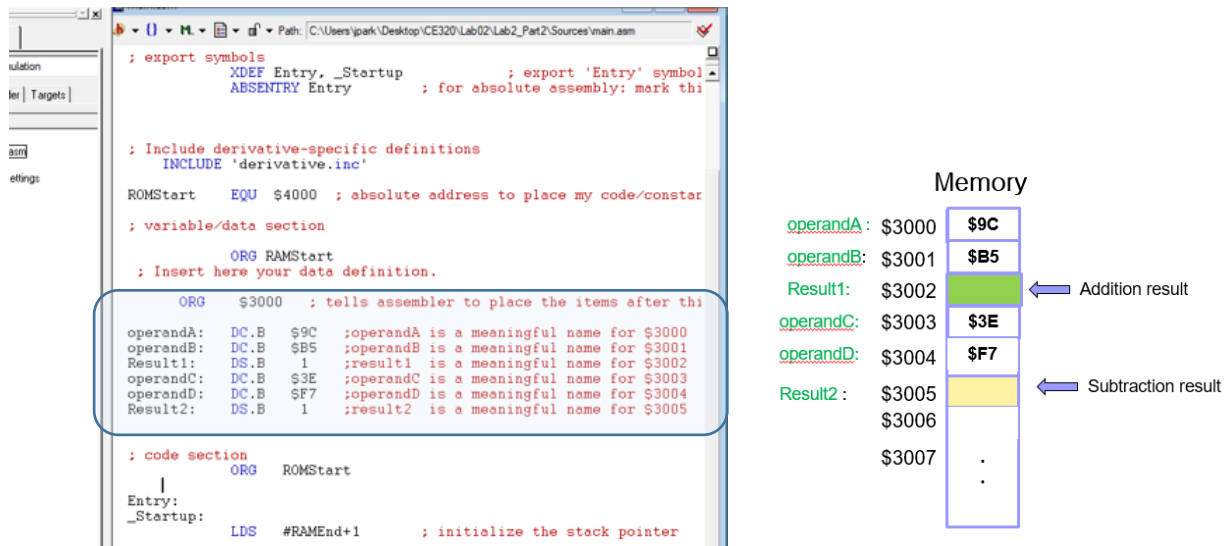 Path: C:\Users\jpark\Desktop\CE320\Lab02\Lab2_Part2\Sources\main.asm
Targets
asm
; export symbols
XDEF Entry, _Startup ; export 'Entry' symbol
ABSENTRY Entry ; for absolute assembly: mark thi
; Include derivative-specific definitions
INCLUDE 'derivative.inc'
ROMStart EQU $4000 ; absolute address to place my code/constan
; variable/data section
ORG RAMStart
; Insert here your data definition.
ORG $3000 ; tells assembler to place the items after thi
operandA: DC.B $9C ;operandA is a meaningful name for $3000
operandB: DC.B $B5 ;operandB is a meaningful name for $3001
Result1: DS.B 1 ;result1 is a meaningful name for $3002
operandC: DC.B $3E ;operandC is a meaningful name for $3003
operandD: DC.B $F7 ;operandD is a meaningful name for $3004
Result2: DS.B 1 ;result2 is a meaningful name for $3005
; code section
ORG ROMStart
Entry:
_Startup:
LDS #RAMEnd+1 ; initialize the stack pointer
Memory
operandA : $3000 $9C
operandB: $3001 $B5
Result1: $3002 Addition result
operandC: $3003 $3E
operandD: $3004 $F7
Result2 : $3005 Subtraction result
$3006
$3007 .
.